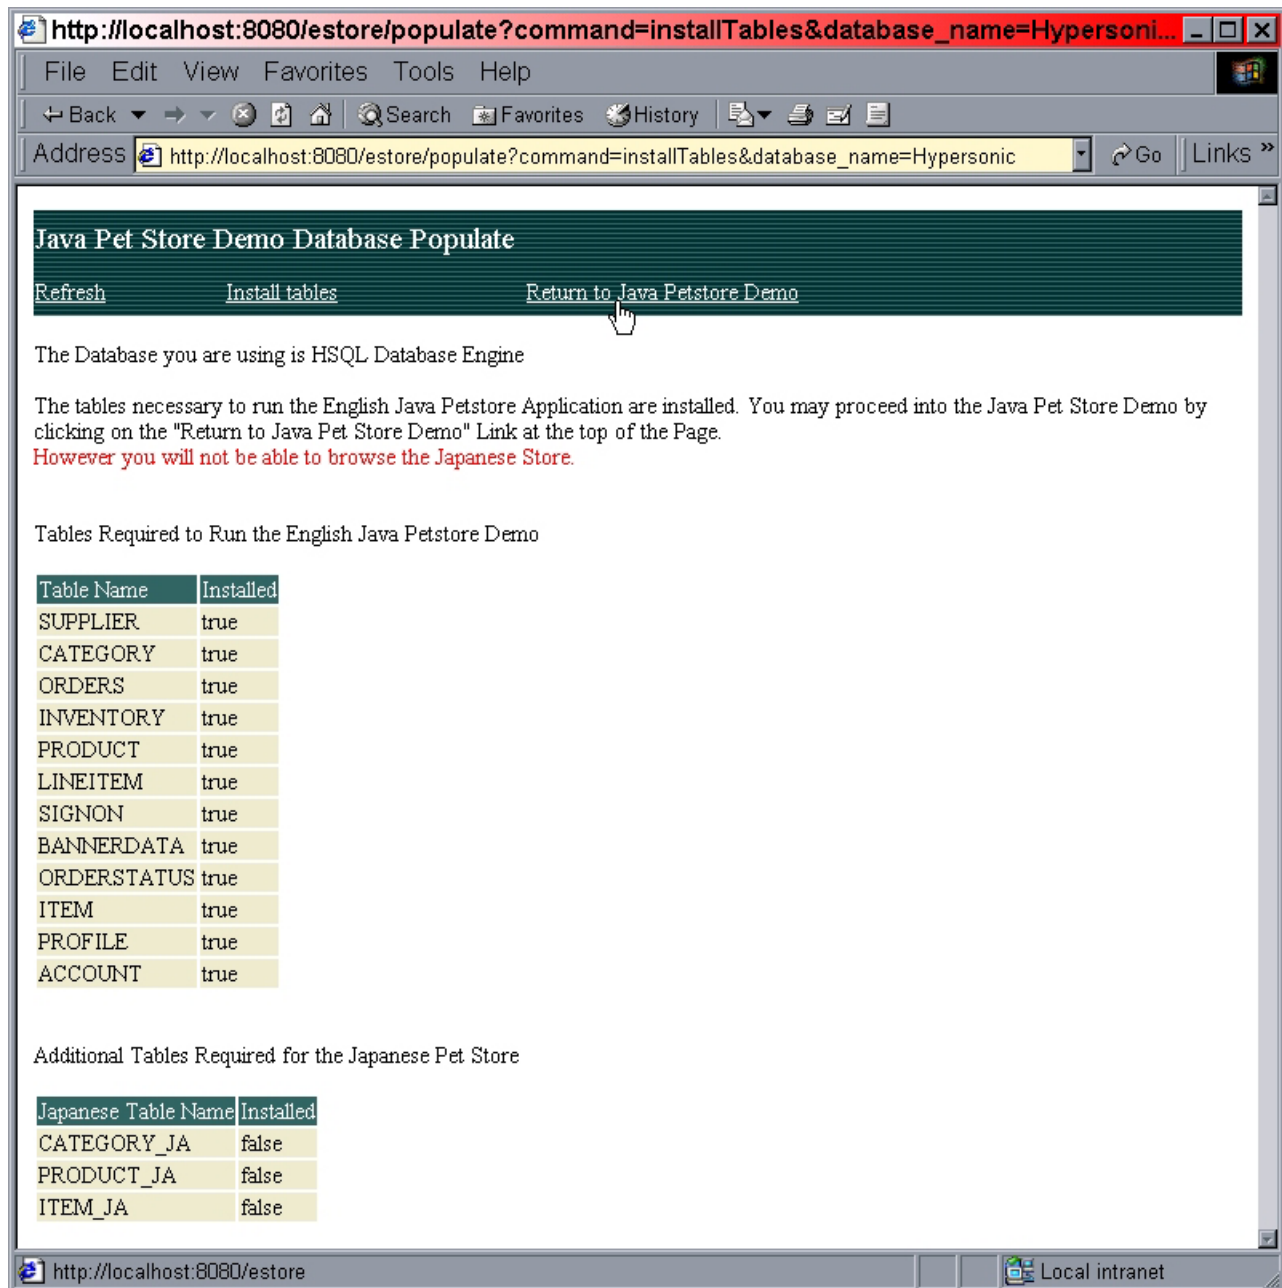 http://localhost:8080/estore/populate?command=installTables&database_name=Hypersoni...
File Edit View Favorites Tools Help
Back Search Favorites History
Address http://localhost:8080/estore/populate?command=installTables&database_name=Hypersonic Go Links »
Java Pet Store Demo Database Populate
Refresh Install tables Return to Java Petstore Demo
The Database you are using is HSQL Database Engine
The tables necessary to run the English Java Petstore Application are installed. You may proceed into the Java Pet Store Demo by
clicking on the "Return to Java Pet Store Demo" Link at the top of the Page.
However you will not be able to browse the Japanese Store.
Tables Required to Run the English Java Petstore Demo
Table Name Installed
SUPPLIER true
CATEGORY true
ORDERS true
INVENTORY true
PRODUCT true
LINEITEM true
SIGNON true
BANNERDATA true
ORDERSTATUS true
ITEM true
PROFILE true
ACCOUNT true
Additional Tables Required for the Japanese Pet Store
Japanese Table Name Installed
CATEGORY_JA false
PRODUCT_JA false
ITEM_JA false
http://localhost:8080/estore Local intranet